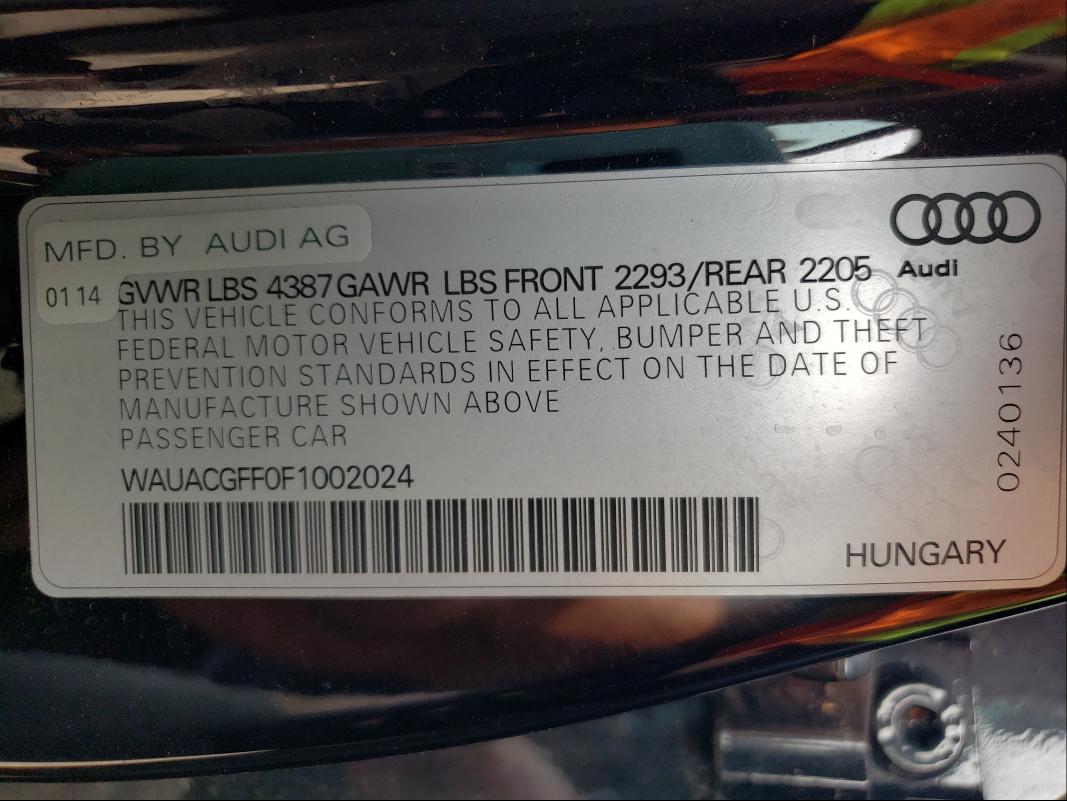 MFD. BY AUDI AG
Audi
01 14 GVWR LBS 4387 GAWR LBS FRONT 2293/REAR 2205
THIS VEHICLE CONFORMS TO ALL APPLICABLE U.S.
FEDERAL MOTOR VEHICLE SAFETY, BUMPER AND THEFT
PREVENTION STANDARDS IN EFFECT ON THE DATE OF
MANUFACTURE SHOWN ABOVE
PASSENGER CAR
WAUACGFF0F1002024
0240136
HUNGARY